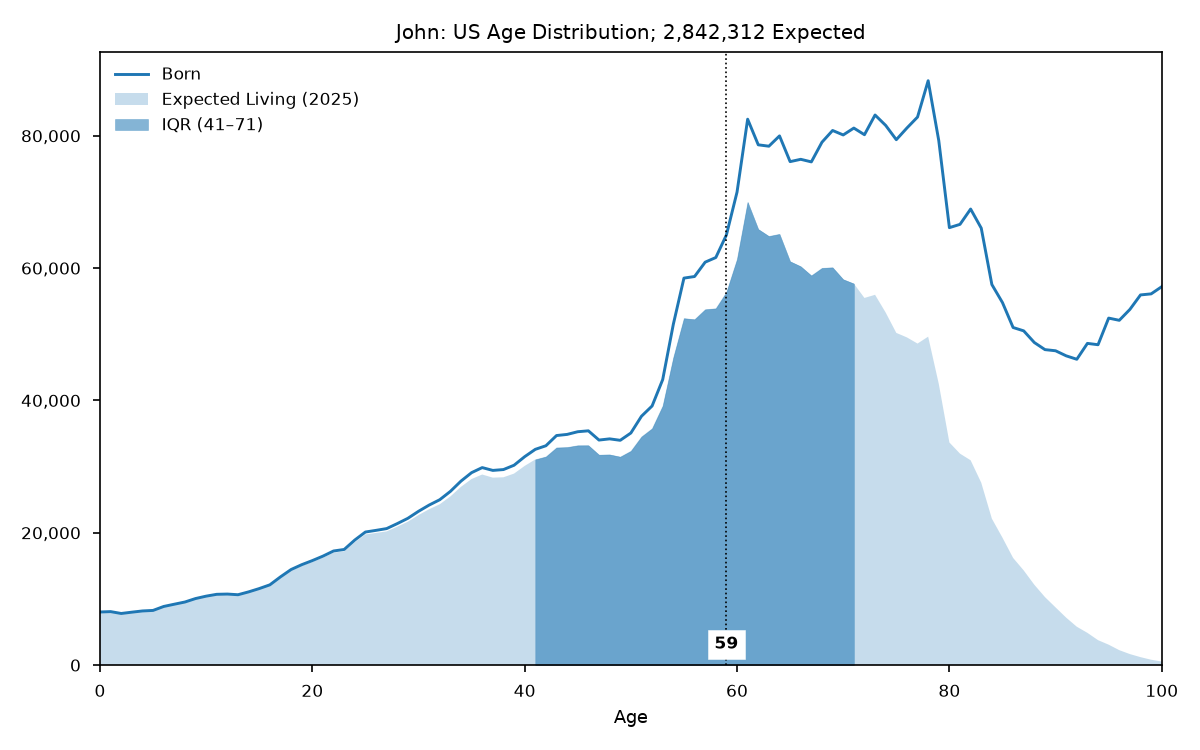 John: US Age Distribution; 2,842,312 Expected
Born
Expected Living (2025)
IQR (41–71)
80,000
60,000
40,000
20,000
0
59
0 20 40 60 80 100
Age